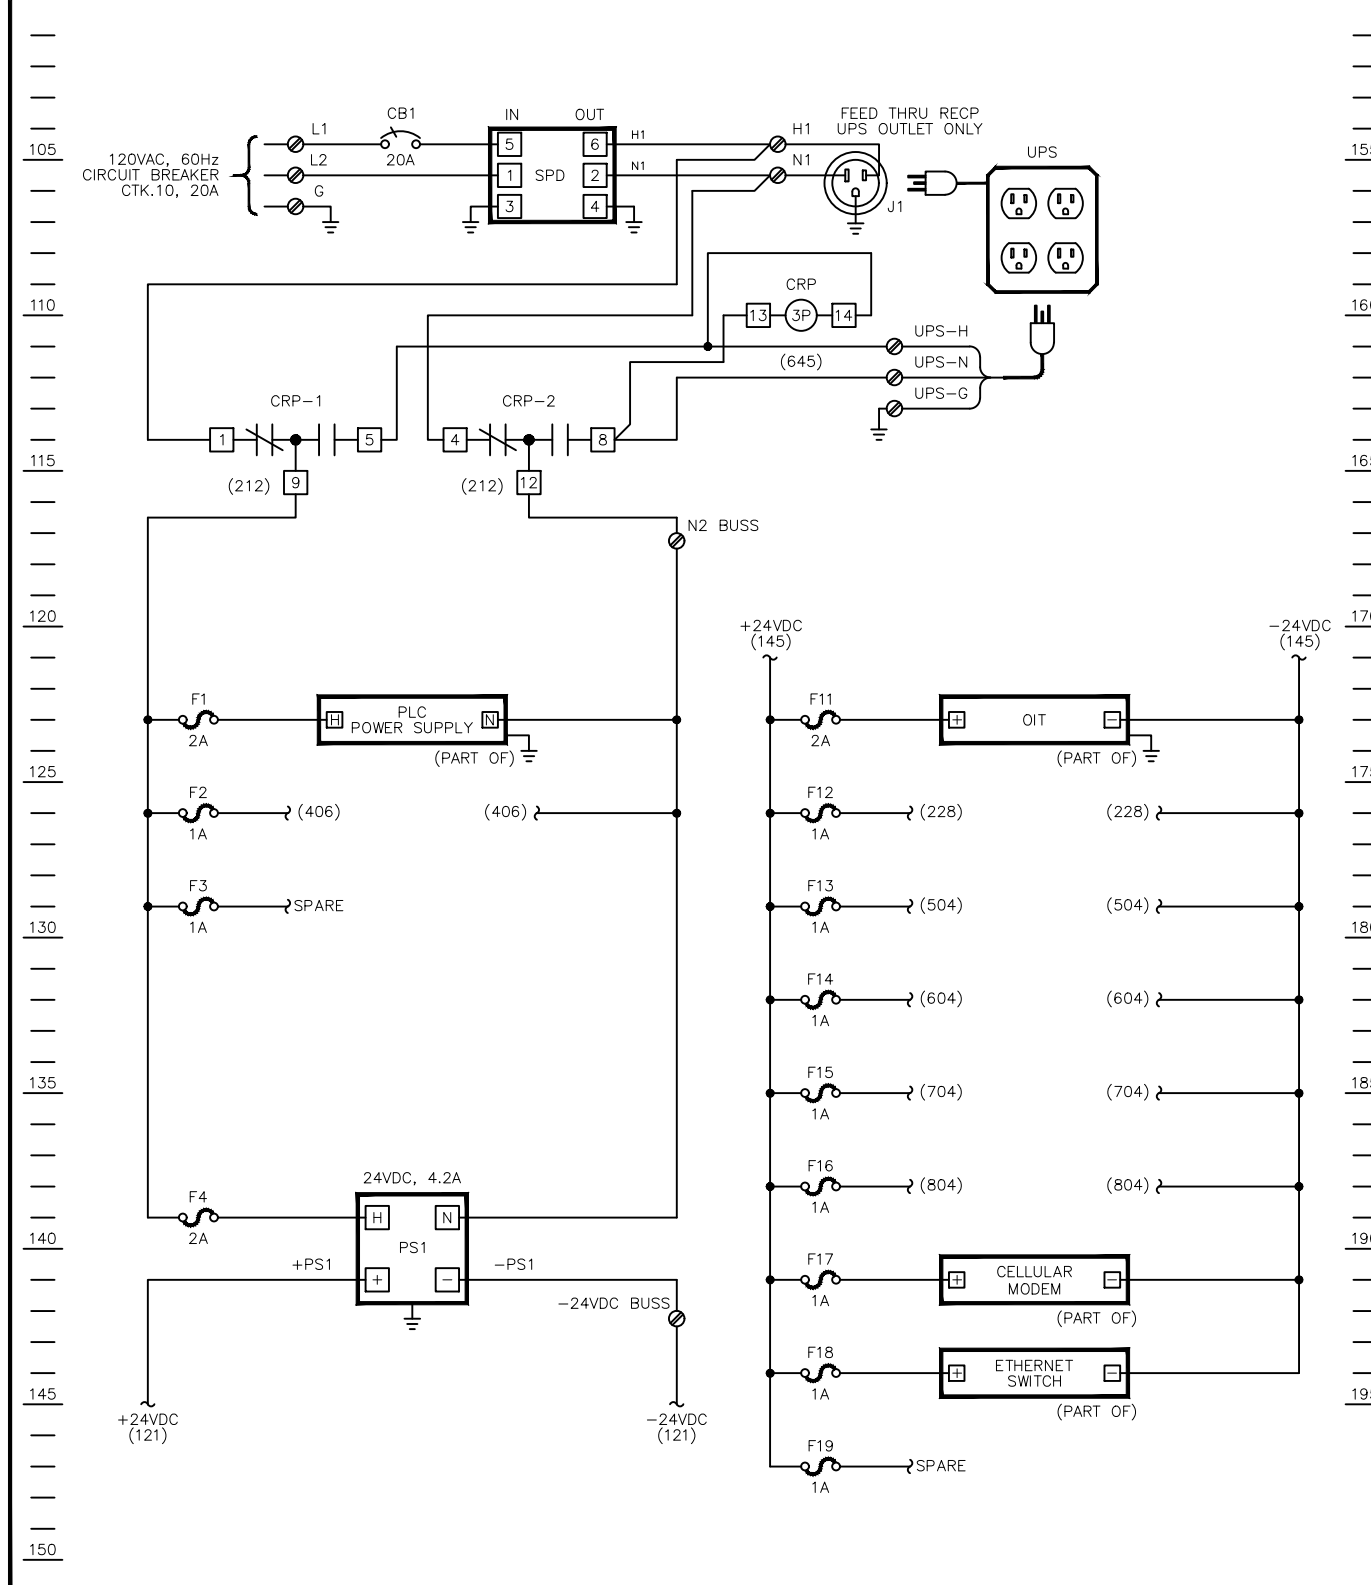 105
110
115
120
125
130
135
140
145
150
120VAC, 60Hz
CIRCUIT BREAKER
CTK.10, 20A
L1
L2
G
CB1
20A
IN
OUT
5
6
1
SPD
2
3
4
H1
N1
H1
N1
FEED THRU RECP
UPS OUTLET ONLY
J1
UPS
CRP
13
3P
14
(645)
UPS-H
UPS-N
UPS-G
CRP-1
1
5
9
(212)
CRP-2
4
8
12
(212)
N2 BUSS
F1
2A
H
PLC
POWER SUPPLY
N
(PART OF)
F2
1A
(406)
(406)
F3
1A
SPARE
F4
2A
24VDC, 4.2A
H
N
PS1
+
-
+PS1
-PS1
-24VDC BUSS
+24VDC
(121)
-24VDC
(121)
+24VDC
(145)
-24VDC
(145)
F11
2A
+
OIT
-
(PART OF)
F12
1A
(228)
(228)
F13
1A
(504)
(504)
F14
1A
(604)
(604)
F15
1A
(704)
(704)
F16
1A
(804)
(804)
F17
1A
+
CELLULAR
MODEM
-
(PART OF)
F18
1A
+
ETHERNET
SWITCH
-
(PART OF)
F19
1A
SPARE